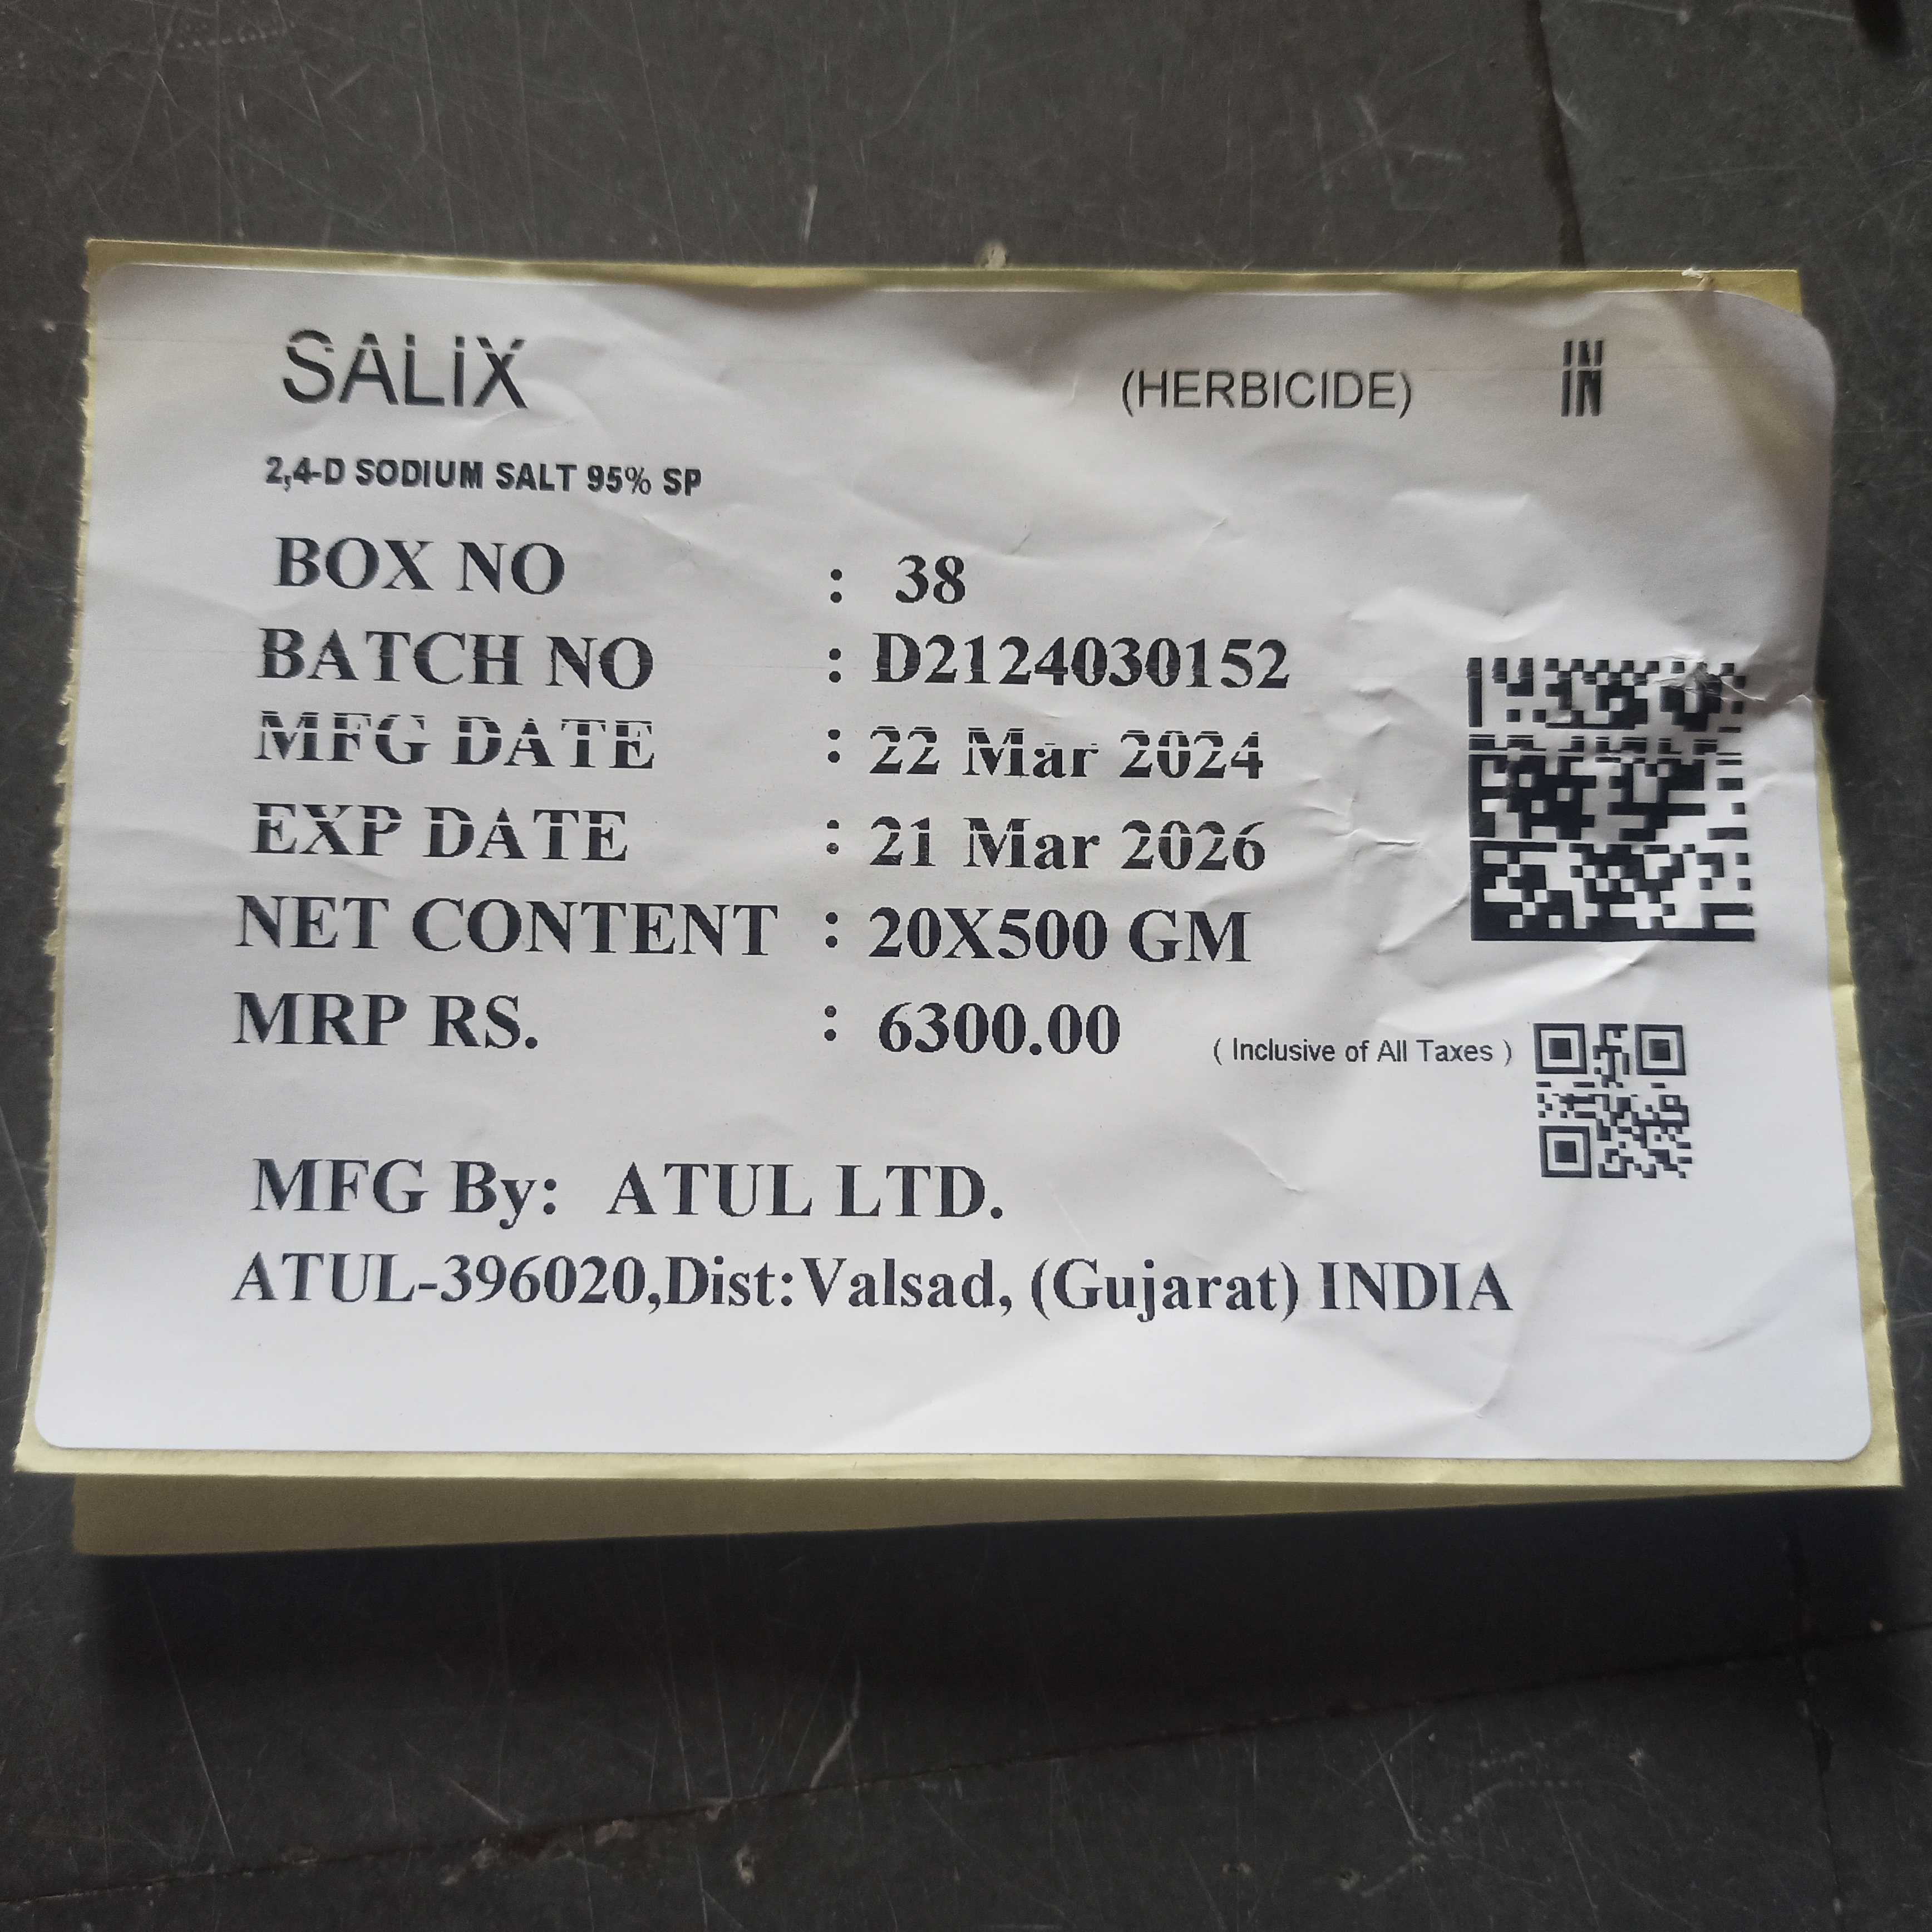 SALIX (HERBICIDE) IN
2,4-D SODIUM SALT 95% SP
BOX NO : 38
BATCH NO : D2124030152
MFG DATE : 22 Mar 2024
EXP DATE : 21 Mar 2026
NET CONTENT : 20X500 GM
MRP RS. : 6300.00 ( Inclusive of All Taxes )
MFG By: ATUL LTD.
ATUL-396020,Dist:Valsad, (Gujarat) INDIA